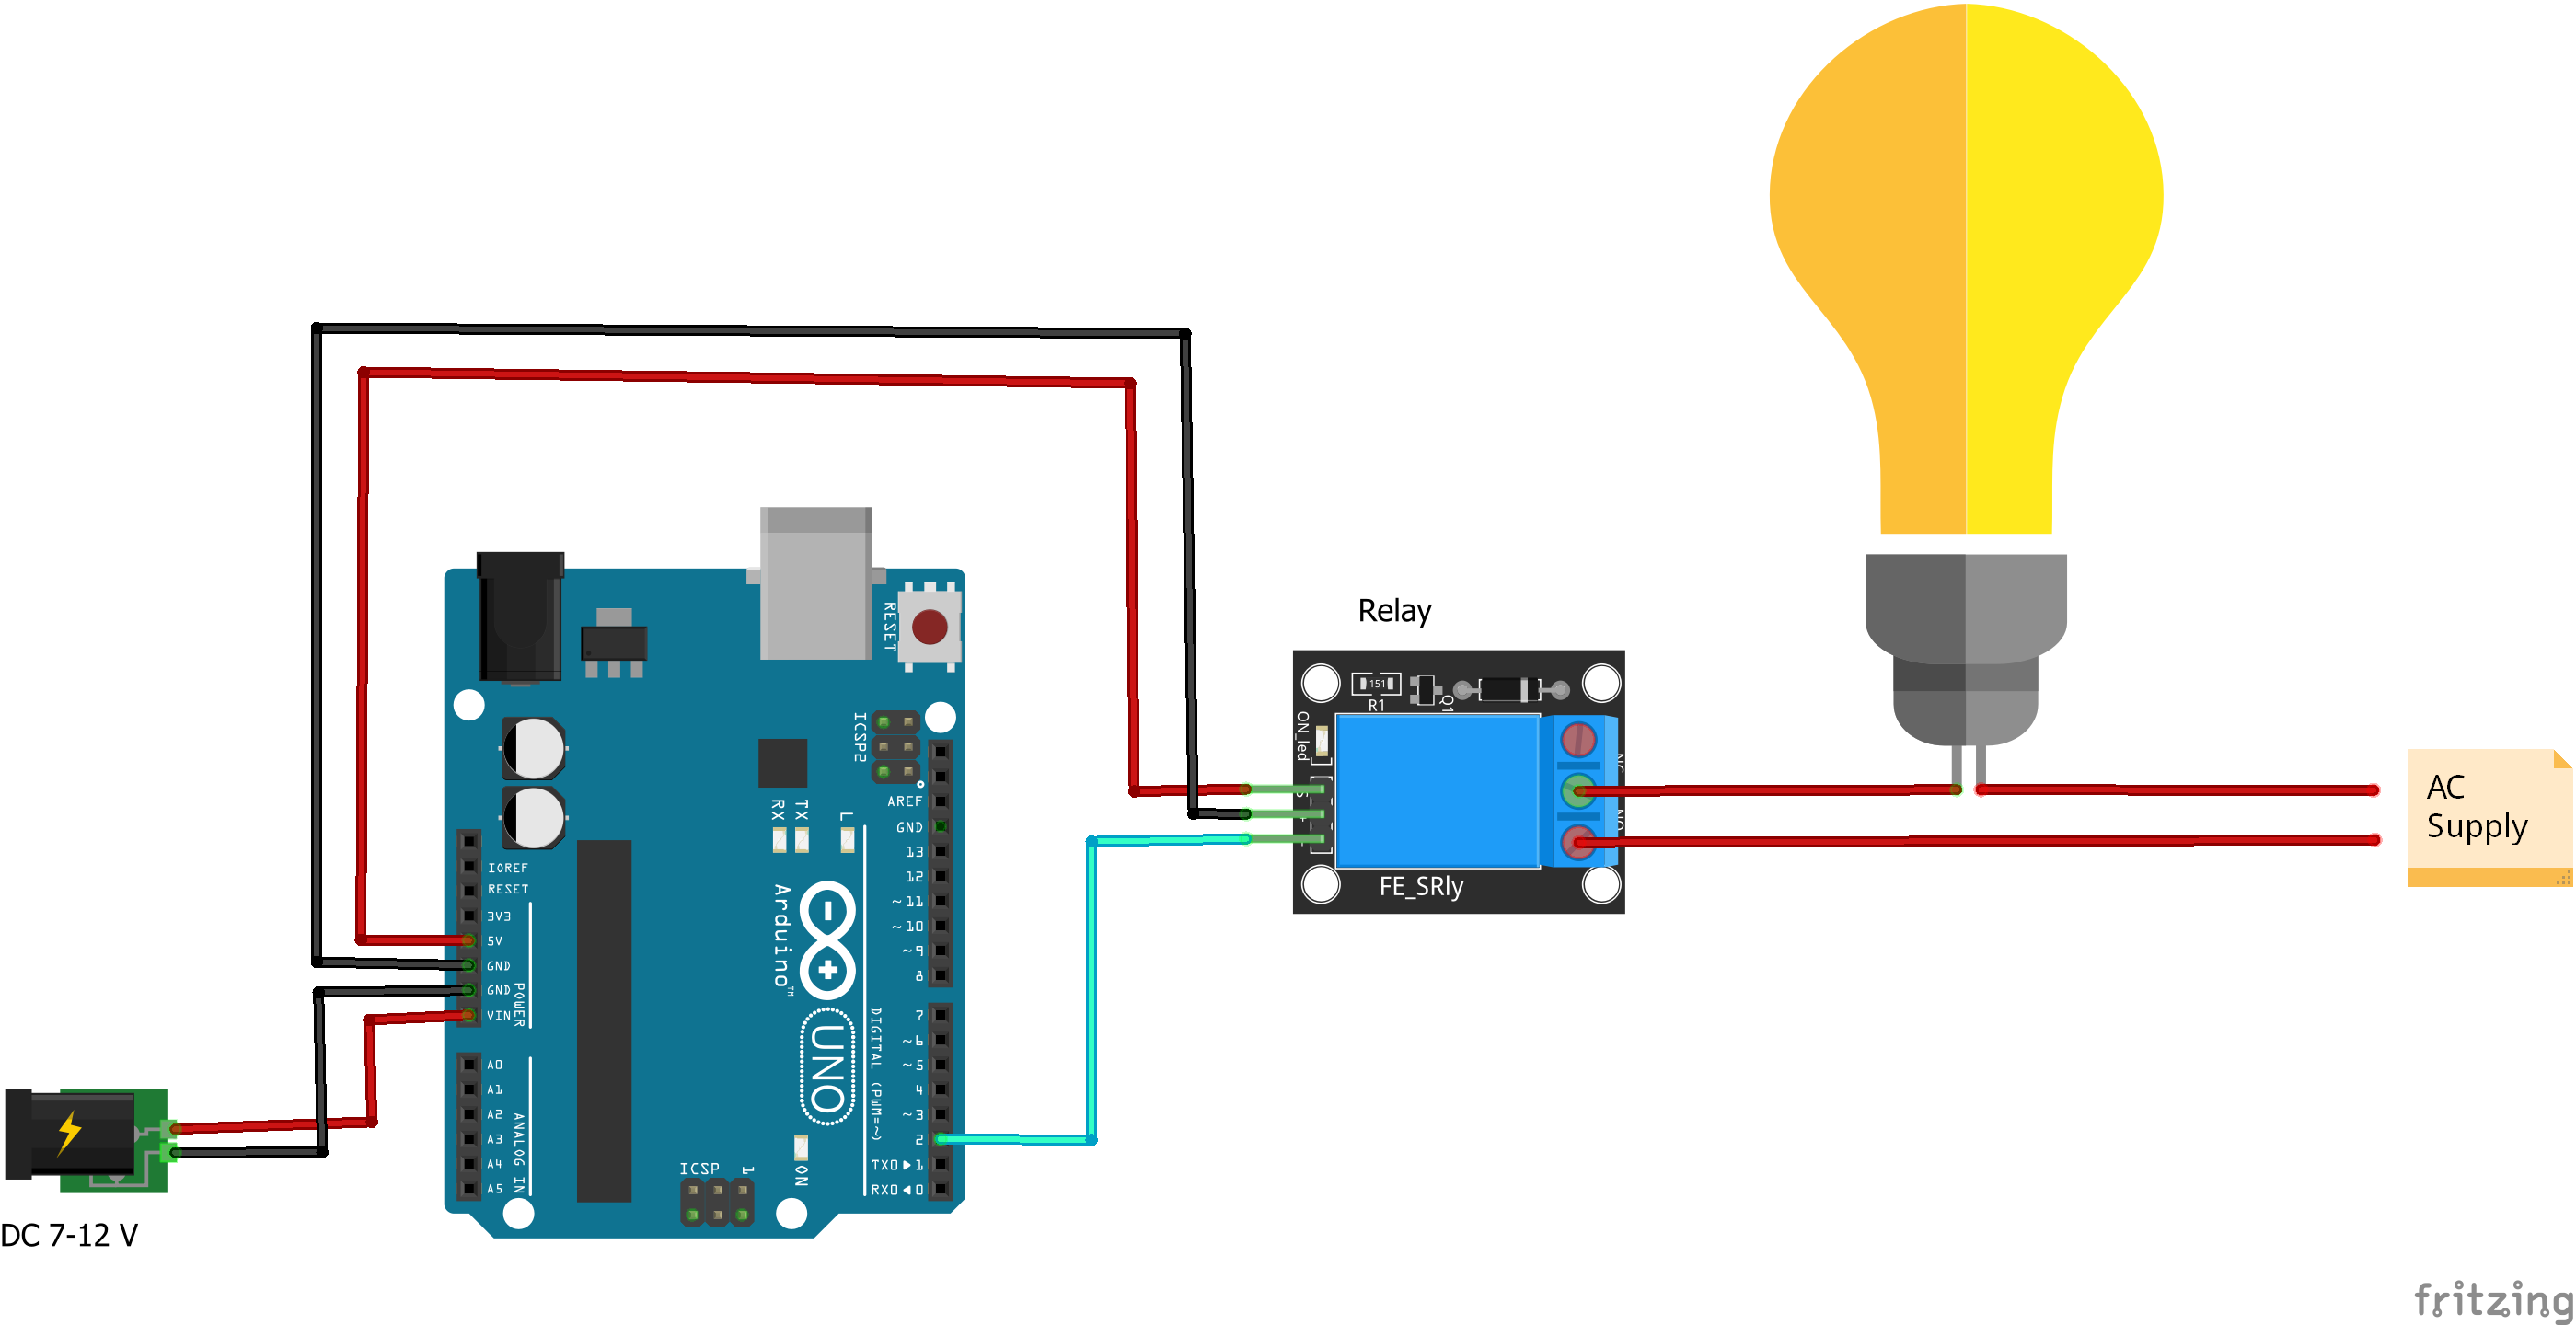 Relay
151
R1
Q1
ON_led
S
NC
NO
FE_SRly
AC
Supply
RESET
ICSP2
AREF
GND
13
12
~11
~10
~9
8
7
~6
~5
4
~3
2
TX0▶1
RX0◀0
DIGITAL (PWM=~)
TX
RX
L
Arduino™
UNO
ON
ICSP
1
IOREF
RESET
3V3
5V
GND
GND
VIN
POWER
A0
A1
A2
A3
A4
A5
ANALOG IN
DC 7-12 V
fritzing